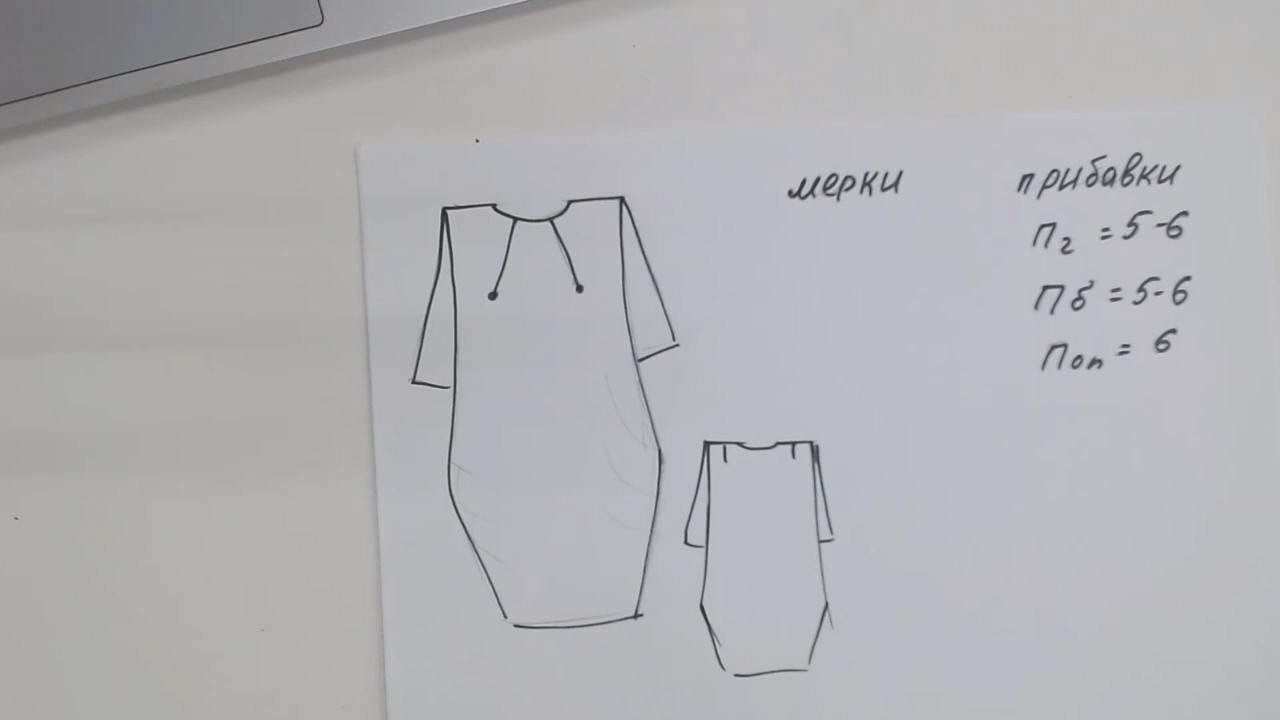 мерки
прибавки
Пг = 5-6
Пб = 5-6
Поп = 6